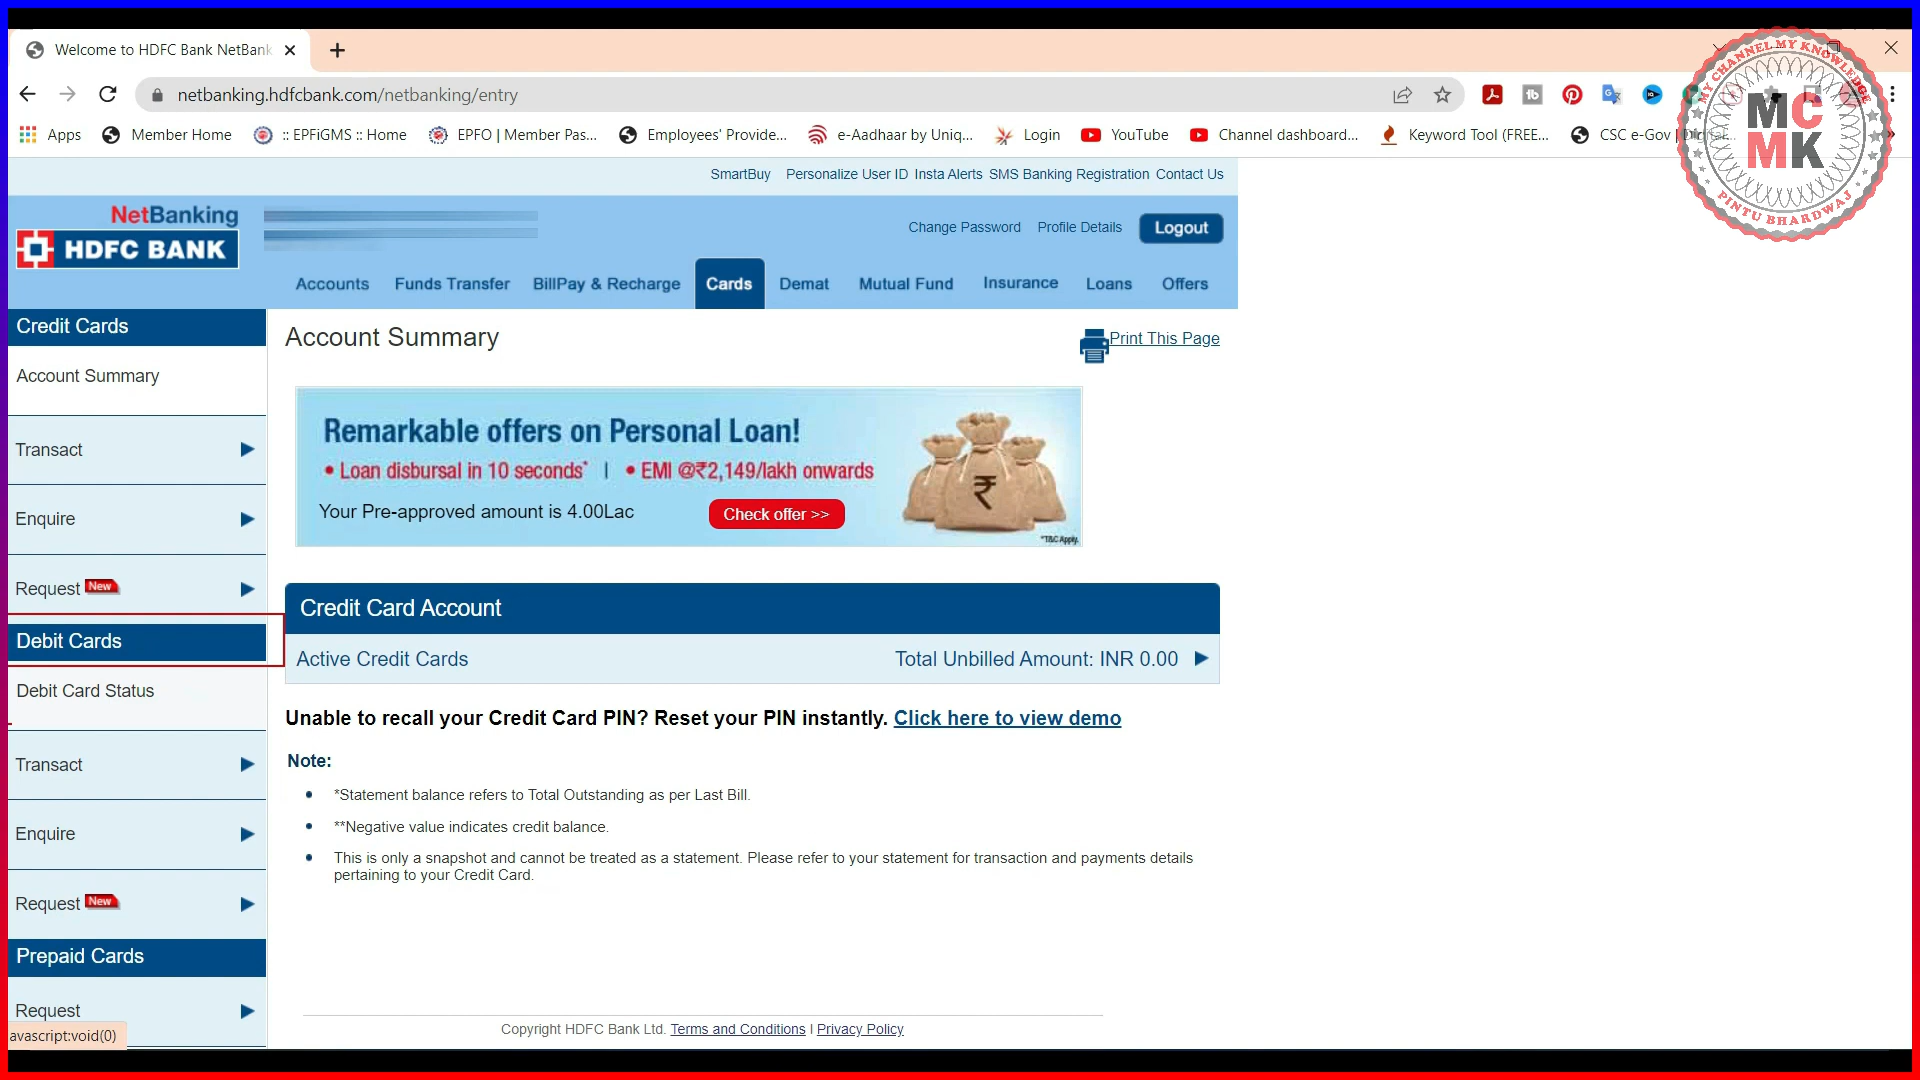 Welcome to HDFC Bank NetBank
netbanking.hdfcbank.com/netbanking/entry
Apps Member Home :: EPFiGMS :: Home EPFO | Member Pas... Employees' Provide... e-Aadhaar by Uniq... Login YouTube Channel dashboard... Keyword Tool (FREE... CSC e-Gov |
MY CHANNEL MY KNOWLEDGE
MC
MK
PINTU BHARDWAJ
SmartBuy Personalize User ID Insta Alerts SMS Banking Registration Contact Us
NetBanking
HDFC BANK
Change Password Profile Details Logout
Accounts Funds Transfer BillPay & Recharge Cards Demat Mutual Fund Insurance Loans Offers
Credit Cards
Account Summary
Transact
Enquire
Request New
Debit Cards
Debit Card Status
Transact
Enquire
Request New
Prepaid Cards
Request
avascript:void(0)
Account Summary
Print This Page
Remarkable offers on Personal Loan!
• Loan disbursal in 10 seconds* | • EMI @₹2,149/lakh onwards
Your Pre-approved amount is 4.00Lac Check offer >>
*T&C Apply.
Credit Card Account
Active Credit Cards Total Unbilled Amount: INR 0.00
Unable to recall your Credit Card PIN? Reset your PIN instantly. Click here to view demo
Note:
• *Statement balance refers to Total Outstanding as per Last Bill.
• **Negative value indicates credit balance.
• This is only a snapshot and cannot be treated as a statement. Please refer to your statement for transaction and payments details
pertaining to your Credit Card.
Copyright HDFC Bank Ltd. Terms and Conditions | Privacy Policy